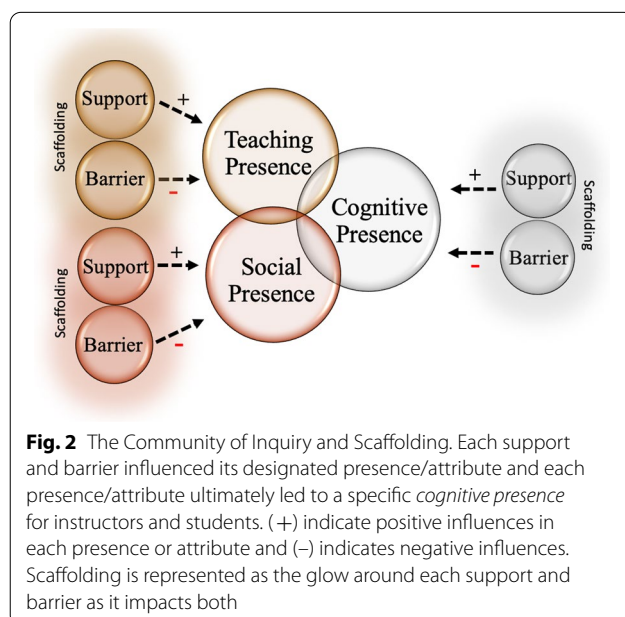 Scaffolding
Support
+
Barrier
–
Scaffolding
Support
+
Barrier
–
Teaching
Presence
Social
Presence
Cognitive
Presence
+
Support
–
Barrier
Scaffolding
Fig. 2 The Community of Inquiry and Scaffolding. Each support
and barrier influenced its designated presence/attribute and each
presence/attribute ultimately led to a specific cognitive presence
for instructors and students. (+) indicate positive influences in
each presence or attribute and (–) indicates negative influences.
Scaffolding is represented as the glow around each support and
barrier as it impacts both